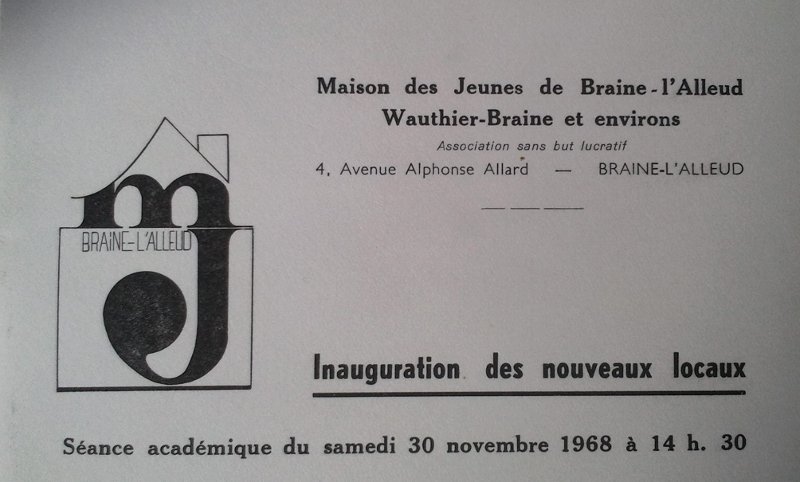 Maison des Jeunes de Braine-l'Alleud
Wauthier-Braine et environs
Association sans but lucratif
4, Avenue Alphonse Allard — BRAINE-L'ALLEUD
mj
BRAiNE-L'ALLEUD
Inauguration des nouveaux locaux
Séance académique du samedi 30 novembre 1968 à 14 h. 30